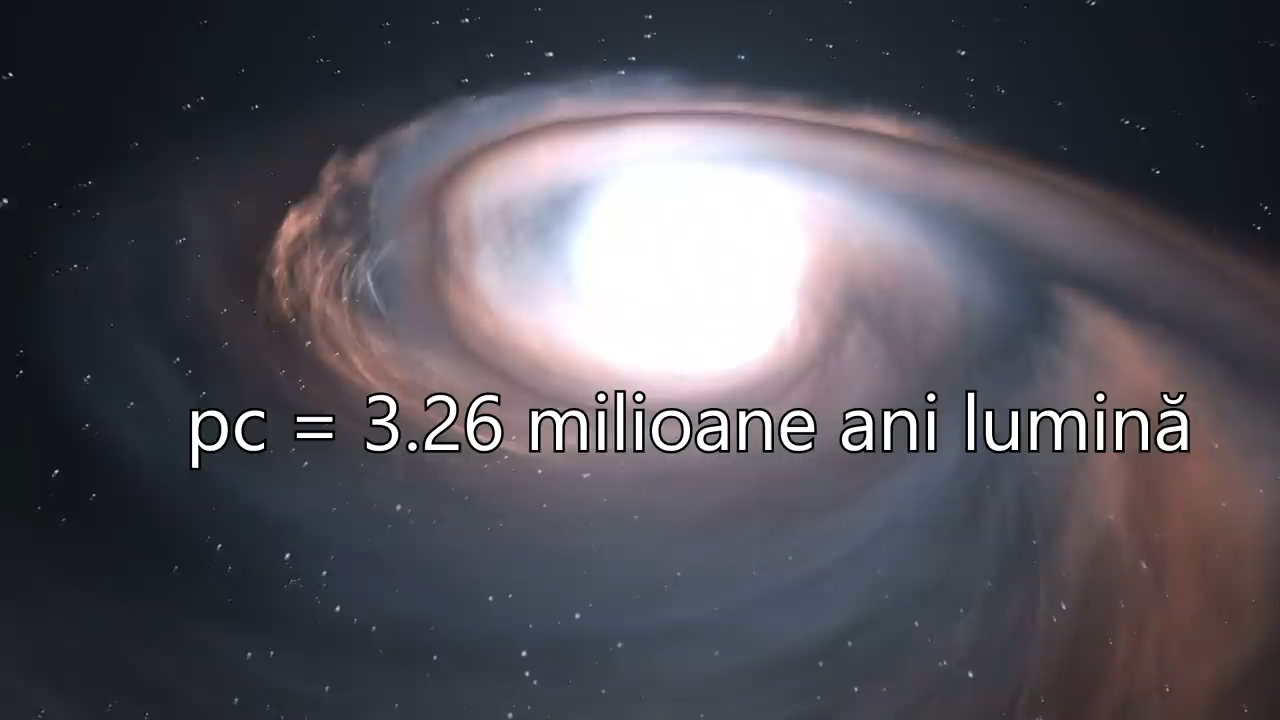 pc = 3.26 milioane ani lumină